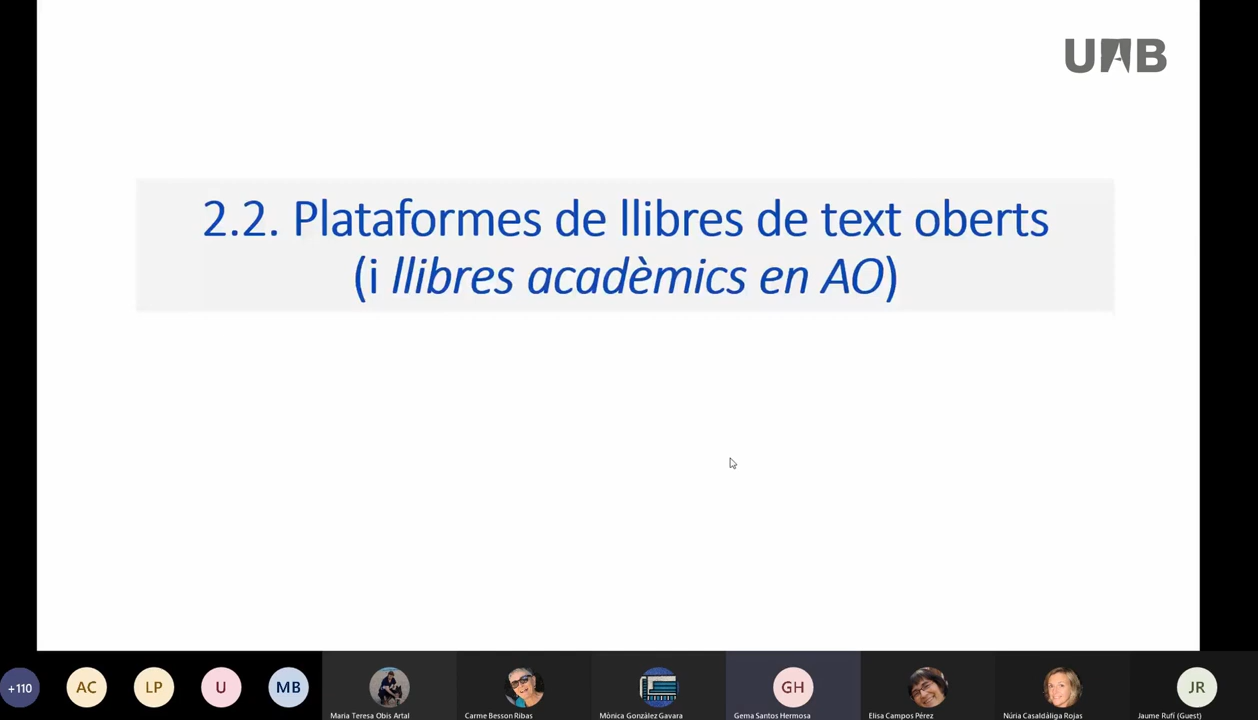 UAB
2.2. Plataformes de llibres de text oberts
(i llibres acadèmics en AO)
+110
AC
LP
U
MB
GH
JR
Maria Teresa Obis Artal
Carme Besson Ribas
Mònica González Gavara
Gema Santos Hermosa
Elisa Campos Pérez
Núria Casaldàliga Rojas
Jaume Rufí (Guest)